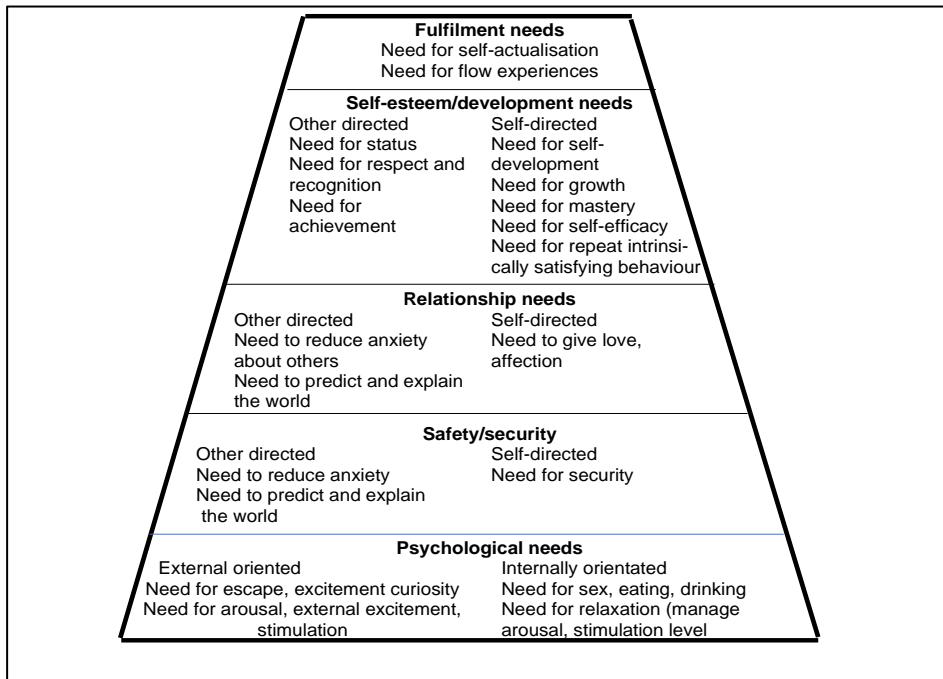 Fulfilment needs
Need for self-actualisation
Need for flow experiences
Self-esteem/development needs
Other directed
Need for status
Need for respect and
recognition
Need for
achievement
Self-directed
Need for self-
development
Need for growth
Need for mastery
Need for self-efficacy
Need for repeat intrinsi-
cally satisfying behaviour
Relationship needs
Other directed
Need to reduce anxiety
about others
Need to predict and explain
the world
Self-directed
Need to give love,
affection
Safety/security
Other directed
Need to reduce anxiety
Need to predict and explain
the world
Self-directed
Need for security
Psychological needs
External oriented
Need for escape, excitement curiosity
Need for arousal, external excitement,
stimulation
Internally orientated
Need for sex, eating, drinking
Need for relaxation (manage
arousal, stimulation level